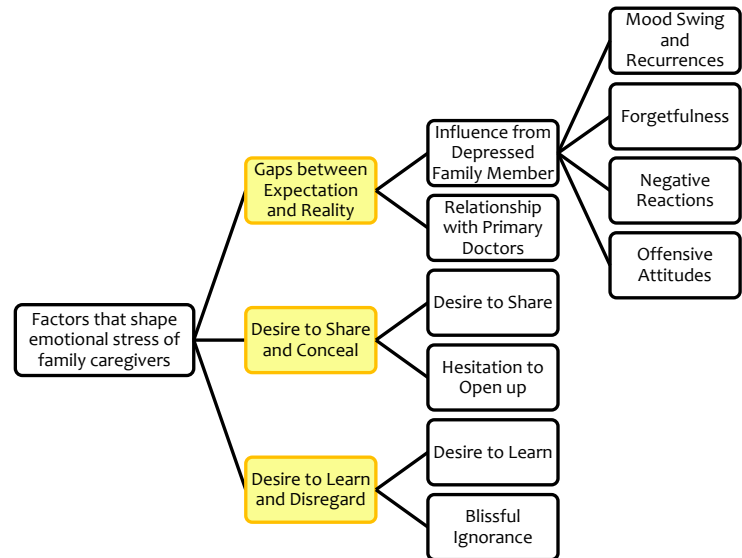 Mood Swing
and
Recurrences
Forgetfulness
Influence from
Depressed
Family Member
Gaps between
Expectation
and Reality
Negative
Reactions
Relationship
with Primary
Doctors
Offensive
Attitudes
Desire to Share
Factors that shape
emotional stress of
family caregivers
Desire to Share
and Conceal
Hesitation to
Open up
Desire to Learn
Desire to Learn
and Disregard
Blissful
Ignorance